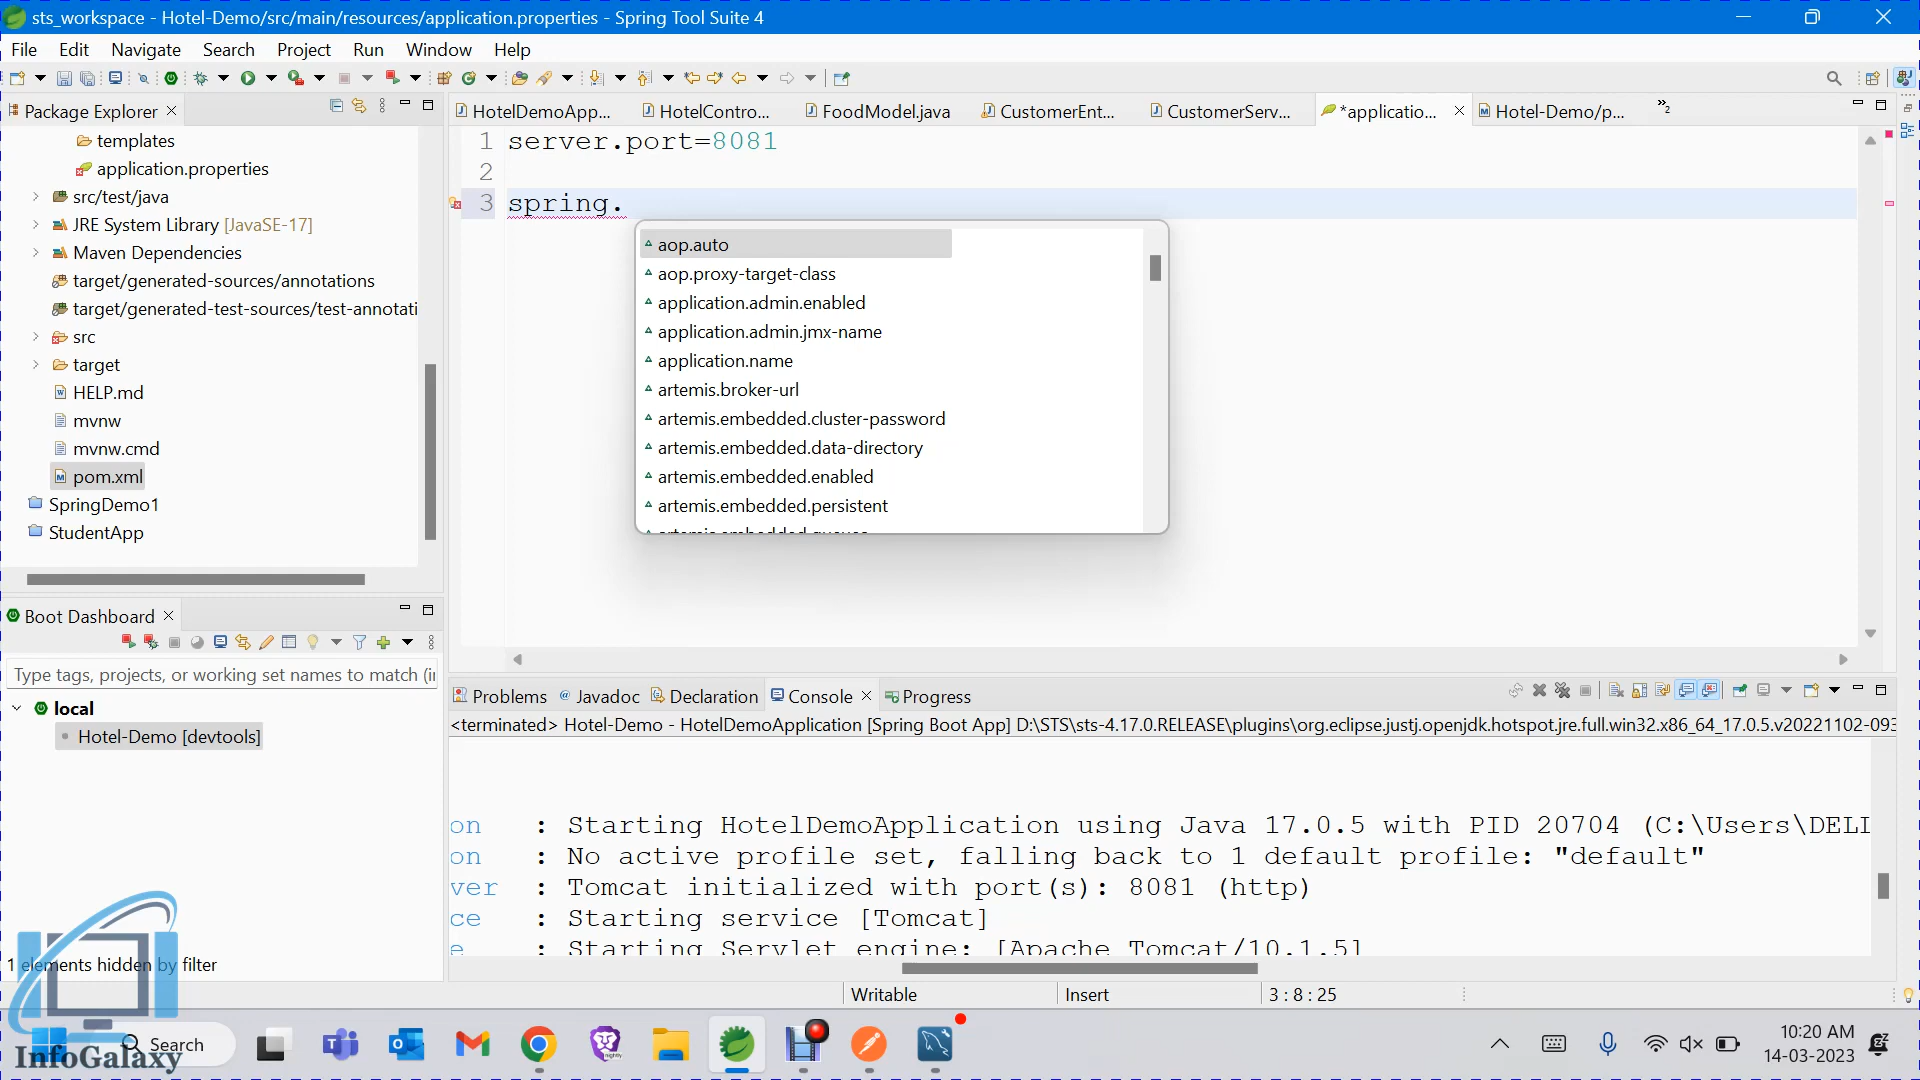 sts_workspace - Hotel-Demo/src/main/resources/application.properties - Spring Tool Suite 4
File Edit Navigate Search Project Run Window Help
Package Explorer
templates
application.properties
src/test/java
JRE System Library [JavaSE-17]
Maven Dependencies
target/generated-sources/annotations
target/generated-test-sources/test-annotati
src
target
HELP.md
mvnw
mvnw.cmd
pom.xml
SpringDemo1
StudentApp
HotelDemoApp... HotelContro... FoodModel.java CustomerEnt... CustomerServ... *applicatio... Hotel-Demo/p... »2
1 server.port=8081
2
3 spring.
aop.auto
aop.proxy-target-class
application.admin.enabled
application.admin.jmx-name
application.name
artemis.broker-url
artemis.embedded.cluster-password
artemis.embedded.data-directory
artemis.embedded.enabled
artemis.embedded.persistent
Boot Dashboard
Type tags, projects, or working set names to match (i
local
Hotel-Demo [devtools]
1 elements hidden by filter
Problems Javadoc Declaration Console Progress
<terminated> Hotel-Demo - HotelDemoApplication [Spring Boot App] D:\STS\sts-4.17.0.RELEASE\plugins\org.eclipse.justj.openjdk.hotspot.jre.full.win32.x86_64_17.0.5.v20221102-093
on : Starting HotelDemoApplication using Java 17.0.5 with PID 20704 (C:\Users\DELL
on : No active profile set, falling back to 1 default profile: "default"
ver : Tomcat initialized with port(s): 8081 (http)
ce : Starting service [Tomcat]
e : Starting Servlet engine: [Apache Tomcat/10.1.5]
Writable Insert 3 : 8 : 25
InfoGalaxy
Search
10:20 AM
14-03-2023